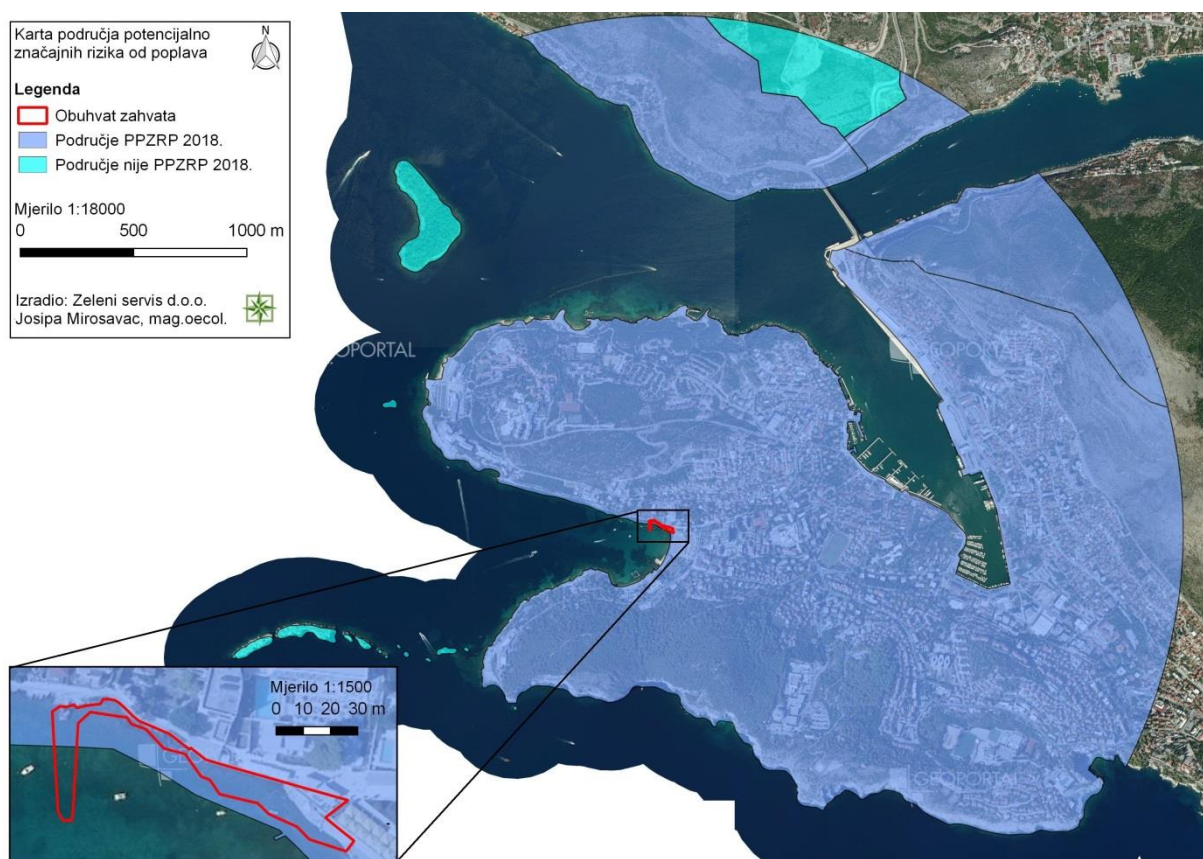 Karta područja potencijalno
značajnih rizika od poplava
N
Legenda
Obuhvat zahvata
Područje PPZRP 2018.
Područje nije PPZRP 2018.
Mjerilo 1:18000
0 500 1000 m
Izradio: Zeleni servis d.o.o.
Josipa Mirosavac, mag.oecol.
GEOPORTAL
GEOPORTAL
Mjerilo 1:1500
0 10 20 30 m
GEO
GEOPORTAL